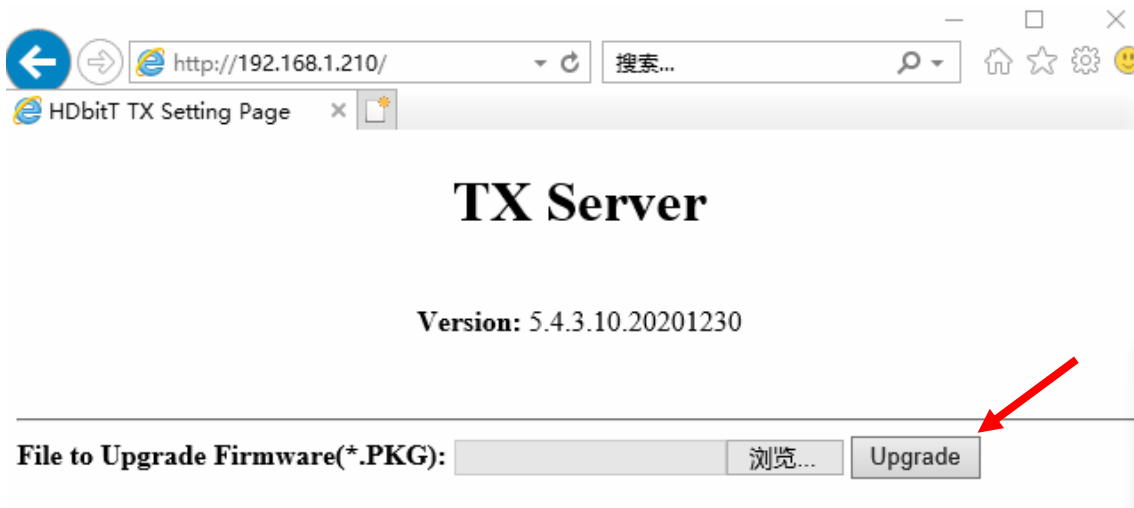 http://192.168.1.210/
搜索...
HDbitT TX Setting Page
TX Server
Version: 5.4.3.10.20201230
File to Upgrade Firmware(*.PKG): 浏览... Upgrade